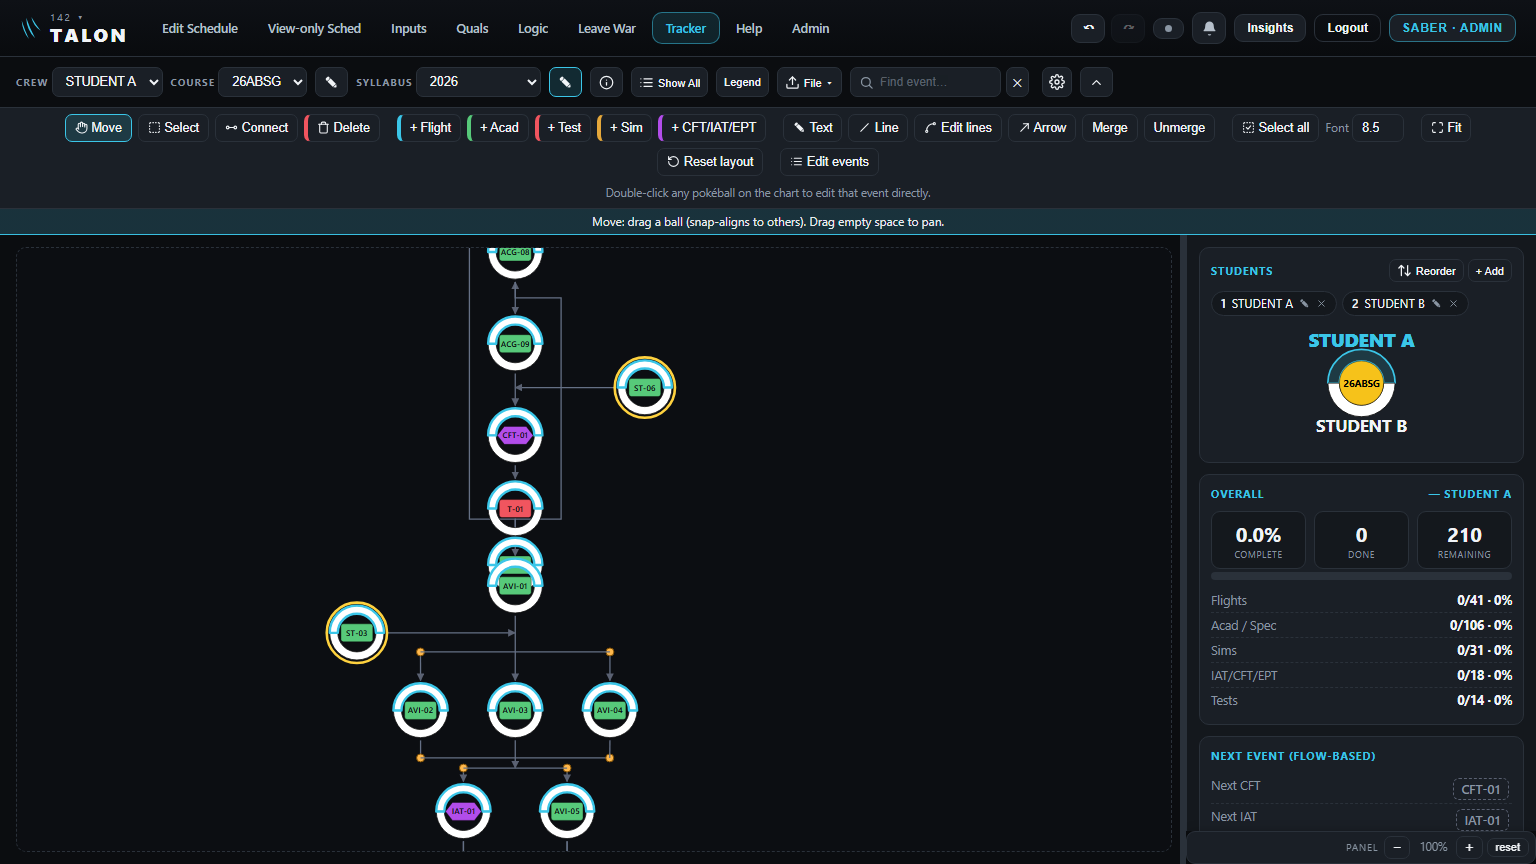 142
TALON
Edit Schedule
View-only Sched
Inputs
Quals
Logic
Leave War
Tracker
Help
Admin
Insights
Logout
SABER · ADMIN
CREW STUDENT A
COURSE 26ABSG
SYLLABUS 2026
Show All
Legend
File
Find event...
Move
Select
Connect
Delete
+ Flight
+ Acad
+ Test
+ Sim
+ CFT/IAT/EPT
Text
Line
Edit lines
Arrow
Merge
Unmerge
Select all
Font 8.5
Fit
Reset layout
Edit events
Double-click any pokéball on the chart to edit that event directly.
Move: drag a ball (snap-aligns to others). Drag empty space to pan.
ACG-08
ACG-09
ST-06
CFT-01
T-01
AVI-01
ST-03
AVI-02
AVI-03
AVI-04
IAT-01
AVI-05
STUDENTS
Reorder
+ Add
1 STUDENT A
2 STUDENT B
STUDENT A
26ABSG
STUDENT B
OVERALL
— STUDENT A
0.0%
COMPLETE
0
DONE
210
REMAINING
Flights 0/41 · 0%
Acad / Spec 0/106 · 0%
Sims 0/31 · 0%
IAT/CFT/EPT 0/18 · 0%
Tests 0/14 · 0%
NEXT EVENT (FLOW-BASED)
Next CFT CFT-01
Next IAT IAT-01
PANEL − 100% + reset